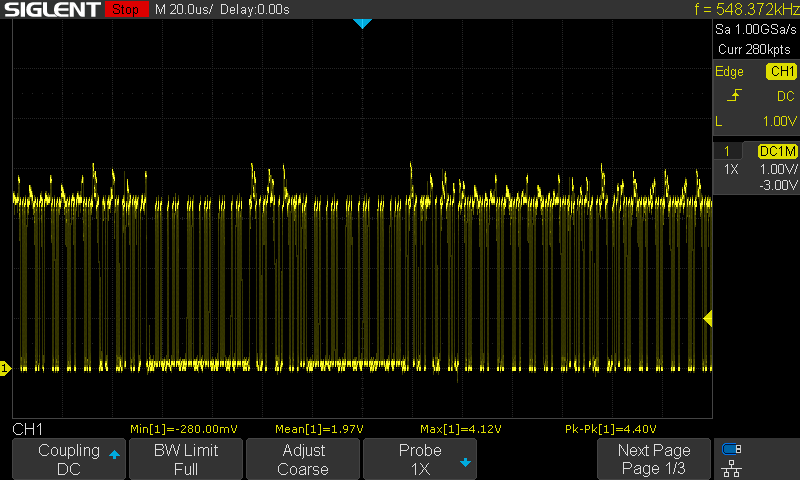 SIGLENT Stop M 20.0us/ Delay:0.00s f = 548.372kHz
Sa 1.00GSa/s
Curr 280kpts
Edge CH1
DC
L 1.00V
1 DC1M
1X 1.00V/
-3.00V
1
CH1 Min[1]=-280.00mV Mean[1]=1.97V Max[1]=4.12V Pk-Pk[1]=4.40V
Coupling BW Limit Adjust Probe Next Page
DC Full Coarse 1X Page 1/3